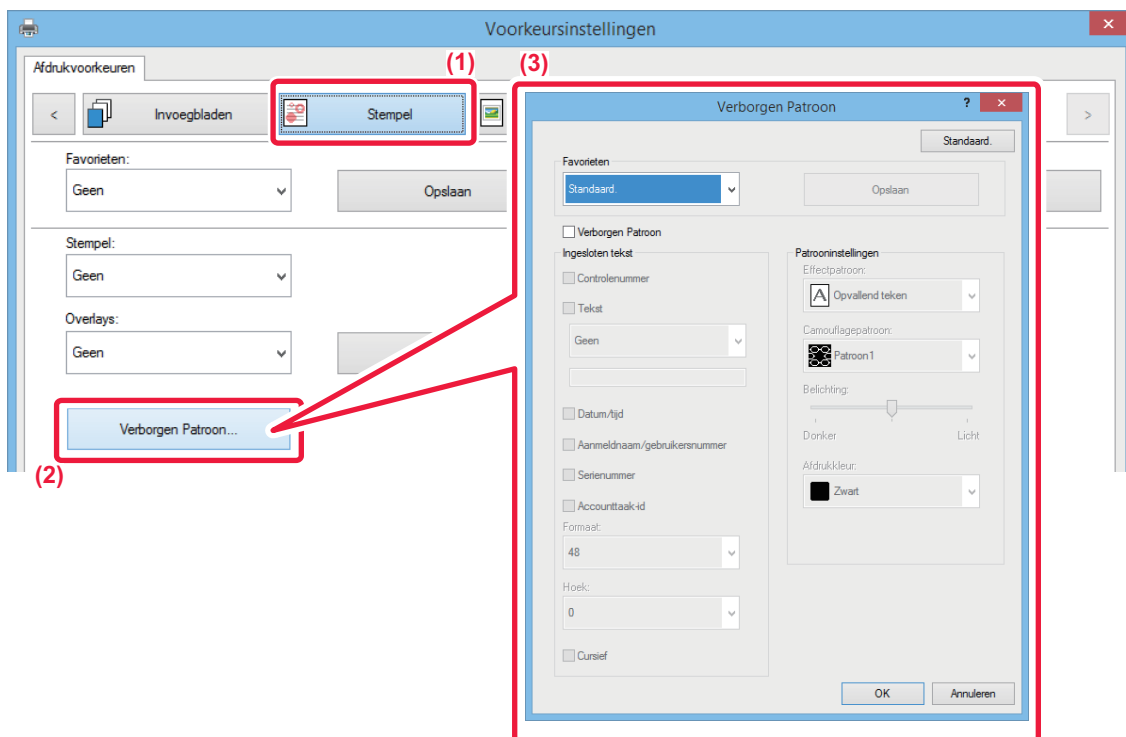 Voorkeursinstellingen
Afdrukvoorkeuren
(1)
(3)
< Invoegbladen Stempel >
Favorieten:
Geen
Opslaan
Stempel:
Geen
Overlays:
Geen
Verborgen Patroon...
(2)
Verborgen Patroon ?
Standaard.
Favorieten
Standaard.
Opslaan
Verborgen Patroon
Ingesloten tekst
Controlenummer
Tekst
Geen
Datum/tijd
Aanmeldnaam/gebruikersnummer
Serienummer
Accounttaak-id
Formaat:
48
Hoek:
0
Cursief
Patrooninstellingen
Effectpatroon:
A Opvallend teken
Camouflagepatroon:
Patroon1
Belichting:
Donker Licht
Afdrukkleur:
Zwart
OK Annuleren